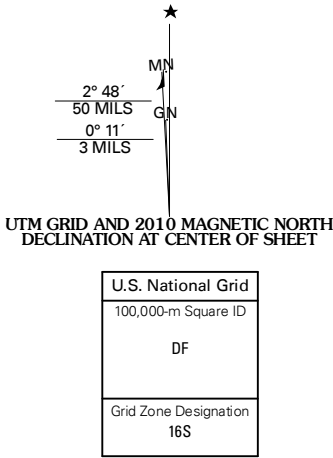 MN
2° 48´
50 MILS
GN
0° 11´
3 MILS
UTM GRID AND 2010 MAGNETIC NORTH
DECLINATION AT CENTER OF SHEET
U.S. National Grid
100,000-m Square ID
DF
Grid Zone Designation
16S